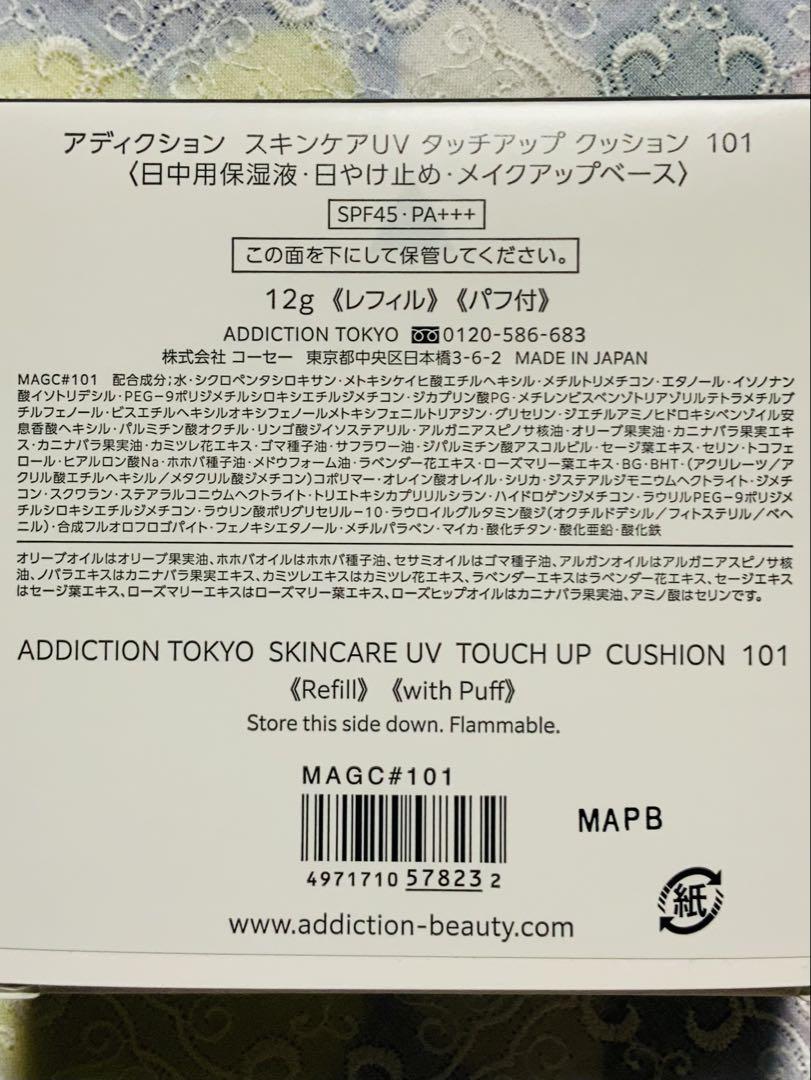 アディクション スキンケアUV タッチアップ クッション 101
〈日中用保湿液・日やけ止め・メイクアップベース〉
SPF45・PA+++
この面を下にして保管してください。
12g 《レフィル》《パフ付》
ADDICTION TOKYO 0120-586-683
株式会社 コーセー 東京都中央区日本橋3-6-2 MADE IN JAPAN
MAGC#101 配合成分;水・シクロペンタシロキサン・メトキシケイヒ酸エチルヘキシル・メチルトリメチコン・エタノール・イソノナン
酸イソトリデシル・PEG-9ポリジメチルシロキシエチルジメチコン・ジカプリン酸PG・メチレンビスベンゾトリアゾリルテトラメチルブ
チルフェノール・ビスエチルヘキシルオキシフェノールメトキシフェニルトリアジン・グリセリン・ジエチルアミノヒドロキシベンゾイル安
息香酸ヘキシル・パルミチン酸オクチル・リンゴ酸ジイソステアリル・アルガニアスピノサ核油・オリーブ果実油・カニナバラ果実エキ
ス・カニナバラ果実油・カミツレ花エキス・ゴマ種子油・サフラワー油・ジパルミチン酸アスコルビル・セージ葉エキス・セリン・トコフェ
ロール・ヒアルロン酸Na・ホホバ種子油・メドウフォーム油・ラベンダー花エキス・ローズマリー葉エキス・BG・BHT・(アクリレーツ/ア
クリル酸エチルヘキシル/メタクリル酸ジメチコン)コポリマー・オレイン酸オレイル・シリカ・ジステアルジモニウムヘクトライト・ジメチ
コン・スクワラン・ステアラルコニウムヘクトライト・トリエトキシカプリリルシラン・ハイドロゲンジメチコン・ラウリルPEG-9ポリジメ
チルシロキシエチルジメチコン・ラウリン酸ポリグリセリル-10・ラウロイルグルタミン酸ジ(オクチルドデシル/フィトステリル/ベヘ
ニル)・合成フルオロフロゴパイト・フェノキシエタノール・メチルパラベン・マイカ・酸化チタン・酸化亜鉛・酸化鉄
オリーブオイルはオリーブ果実油、ホホバオイルはホホバ種子油、セサミオイルはゴマ種子油、アルガンオイルはアルガニアスピノサ核
油、ノバラエキスはカニナバラ果実エキス、カミツレエキスはカミツレ花エキス、ラベンダーエキスはラベンダー花エキス、セージエキス
はセージ葉エキス、ローズマリーエキスはローズマリー葉エキス、ローズヒップオイルはカニナバラ果実油、アミノ酸はセリンです。
ADDICTION TOKYO SKINCARE UV TOUCH UP CUSHION 101
《Refill》 《with Puff》
Store this side down. Flammable.
MAGC#101
MAPB
4971710 57823 2
紙
www.addiction-beauty.com